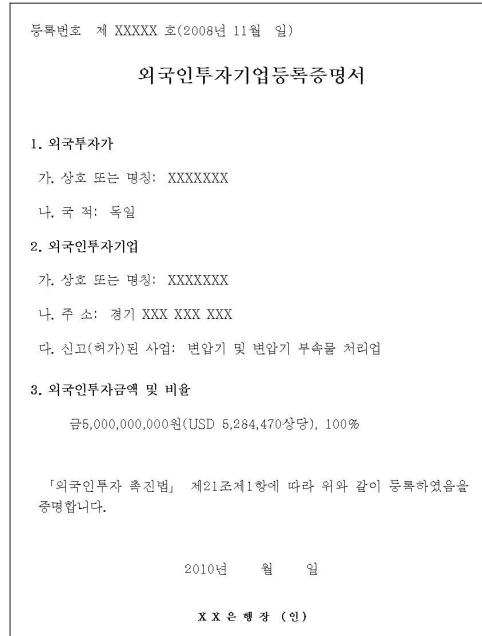 등록번호 제 XXXXX 호(2008년 11월 일)
외국인투자기업등록증명서
1. 외국투자가
가. 상호 또는 명칭: XXXXXXX
나. 국 적: 독일
2. 외국인투자기업
가. 상호 또는 명칭: XXXXXXX
나. 주 소: 경기 XXX XXX XXX
다. 신고(허가)된 사업: 변압기 및 변압기 부속물 처리업
3. 외국인투자금액 및 비율
금5,000,000,000원(USD 5,284,470상당), 100%
「외국인투자 촉진법」 제21조제1항에 따라 위와 같이 등록하였음을
증명합니다.
2010년 월 일
X X 은 행 장 (인)